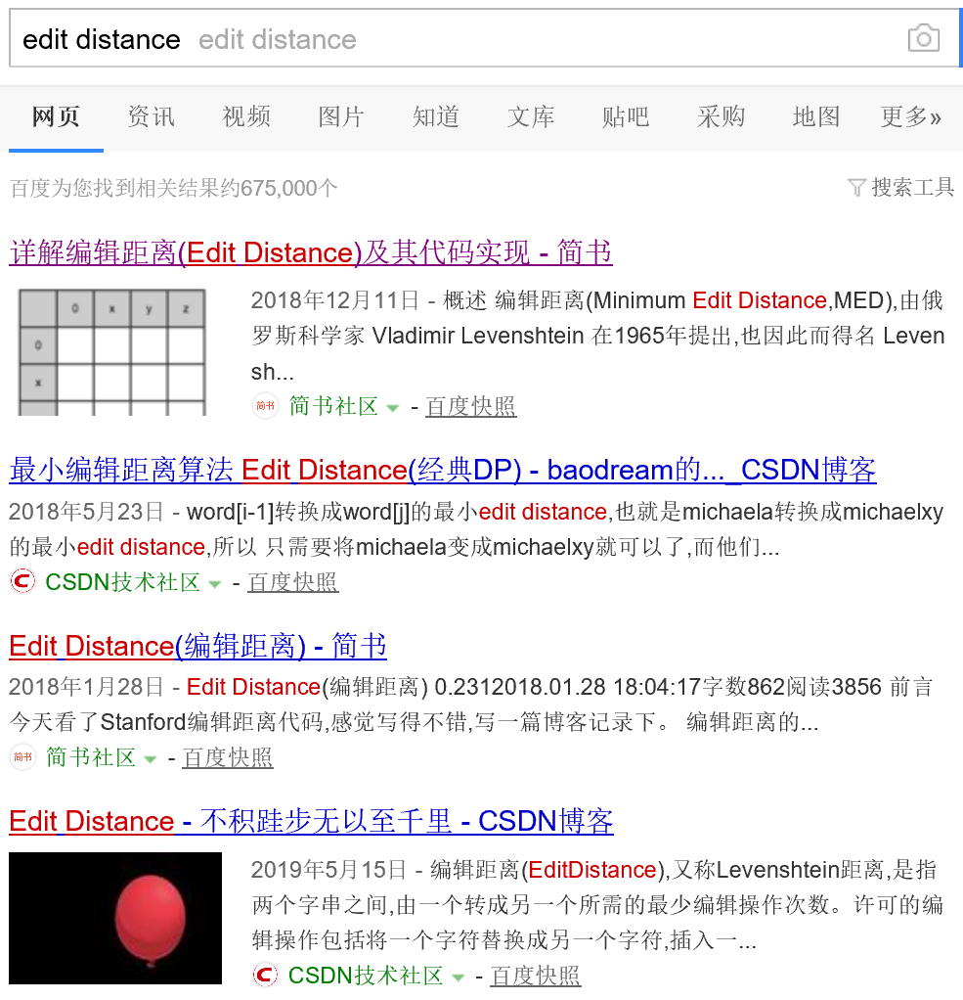 edit distance edit distance
网页 资讯 视频 图片 知道 文库 贴吧 采购 地图 更多»
百度为您找到相关结果约675,000个 搜索工具
详解编辑距离(Edit Distance)及其代码实现 - 简书
0 x y z
0
x
2018年12月11日 - 概述 编辑距离(Minimum Edit Distance,MED),由俄
罗斯科学家 Vladimir Levenshtein 在1965年提出,也因此而得名 Leven
sh...
简书 简书社区 - 百度快照
最小编辑距离算法 Edit Distance(经典DP) - baodream的..._CSDN博客
2018年5月23日 - word[i-1]转换成word[j]的最小edit distance,也就是michaela转换成michaelxy
的最小edit distance,所以 只需要将michaela变成michaelxy就可以了,而他们...
C CSDN技术社区 - 百度快照
Edit Distance(编辑距离) - 简书
2018年1月28日 - Edit Distance(编辑距离) 0.2312018.01.28 18:04:17字数862阅读3856 前言
今天看了Stanford编辑距离代码,感觉写得不错,写一篇博客记录下。 编辑距离的...
简书 简书社区 - 百度快照
Edit Distance - 不积跬步无以至千里 - CSDN博客
2019年5月15日 - 编辑距离(EditDistance),又称Levenshtein距离,是指
两个字串之间,由一个转成另一个所需的最少编辑操作次数。许可的编
辑操作包括将一个字符替换成另一个字符,插入一...
C CSDN技术社区 - 百度快照